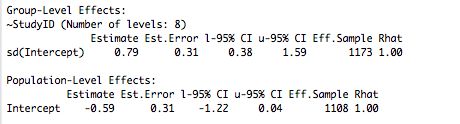 Group-Level Effects:
~StudyID (Number of levels: 8)
Estimate Est.Error l-95% CI u-95% CI Eff.Sample Rhat
sd(Intercept) 0.79 0.31 0.38 1.59 1173 1.00
Population-Level Effects:
Estimate Est.Error l-95% CI u-95% CI Eff.Sample Rhat
Intercept -0.59 0.31 -1.22 0.04 1108 1.00